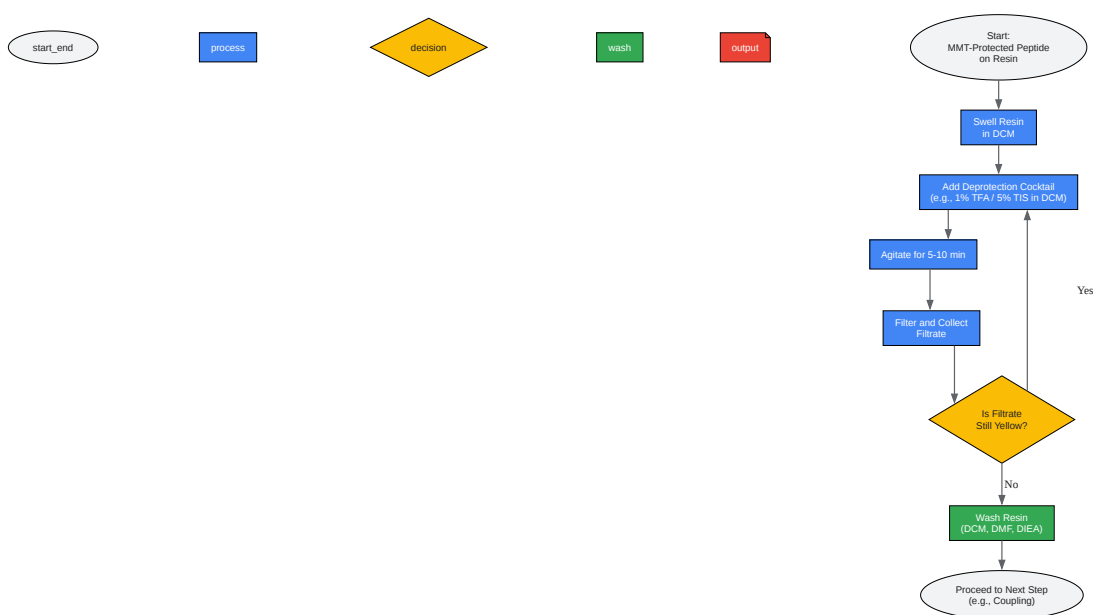 start_end
process
decision
wash
output
Start:
MMT-Protected Peptide
on Resin
Swell Resin
in DCM
Add Deprotection Cocktail
(e.g., 1% TFA / 5% TIS in DCM)
Agitate for 5-10 min
Yes
Filter and Collect
Filtrate
Is Filtrate
Still Yellow?
No
Wash Resin
(DCM, DMF, DIEA)
Proceed to Next Step
(e.g., Coupling)